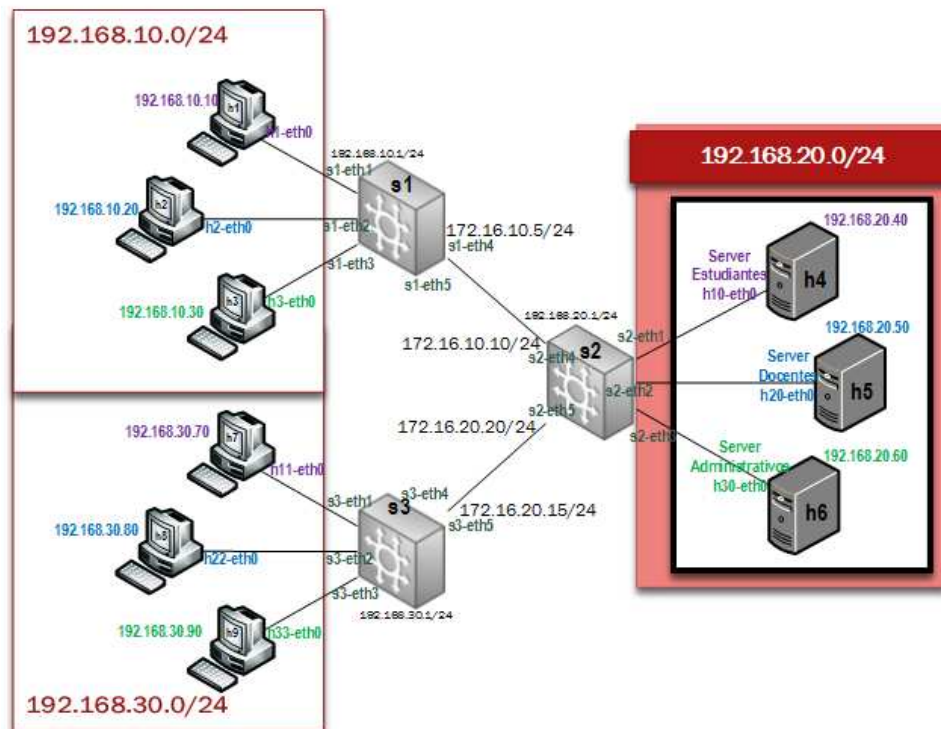 192.168.10.0/24
192.168.10.10
h1
h1-eth0
192.168.10.1/24
s1-eth1
s1
192.168.10.20
h2
h2-eth0
s1-eth2
s1-eth3
172.16.10.5/24
s1-eth4
s1-eth5
192.168.10.30
h3
h3-eth0
192.168.20.0/24
192.168.20.40
Server
Estudiantes
h10-eth0
h4
192.168.20.1/24
s2
s2-eth1
172.16.10.10/24
s2-eth4
s2-eth2
192.168.20.50
Server
Docentes
h20-eth0
h5
s2-eth5
172.16.20.20/24
s2-eth3
Server
Administrativos
h30-eth0
192.168.20.60
h6
192.168.30.70
h7
h11-eth0
s3-eth1
s3-eth4
s3
172.16.20.15/24
s3-eth5
192.168.30.80
h8
h22-eth0
s3-eth2
s3-eth3
192.168.30.1/24
192.168.30.90
h9
h33-eth0
192.168.30.0/24